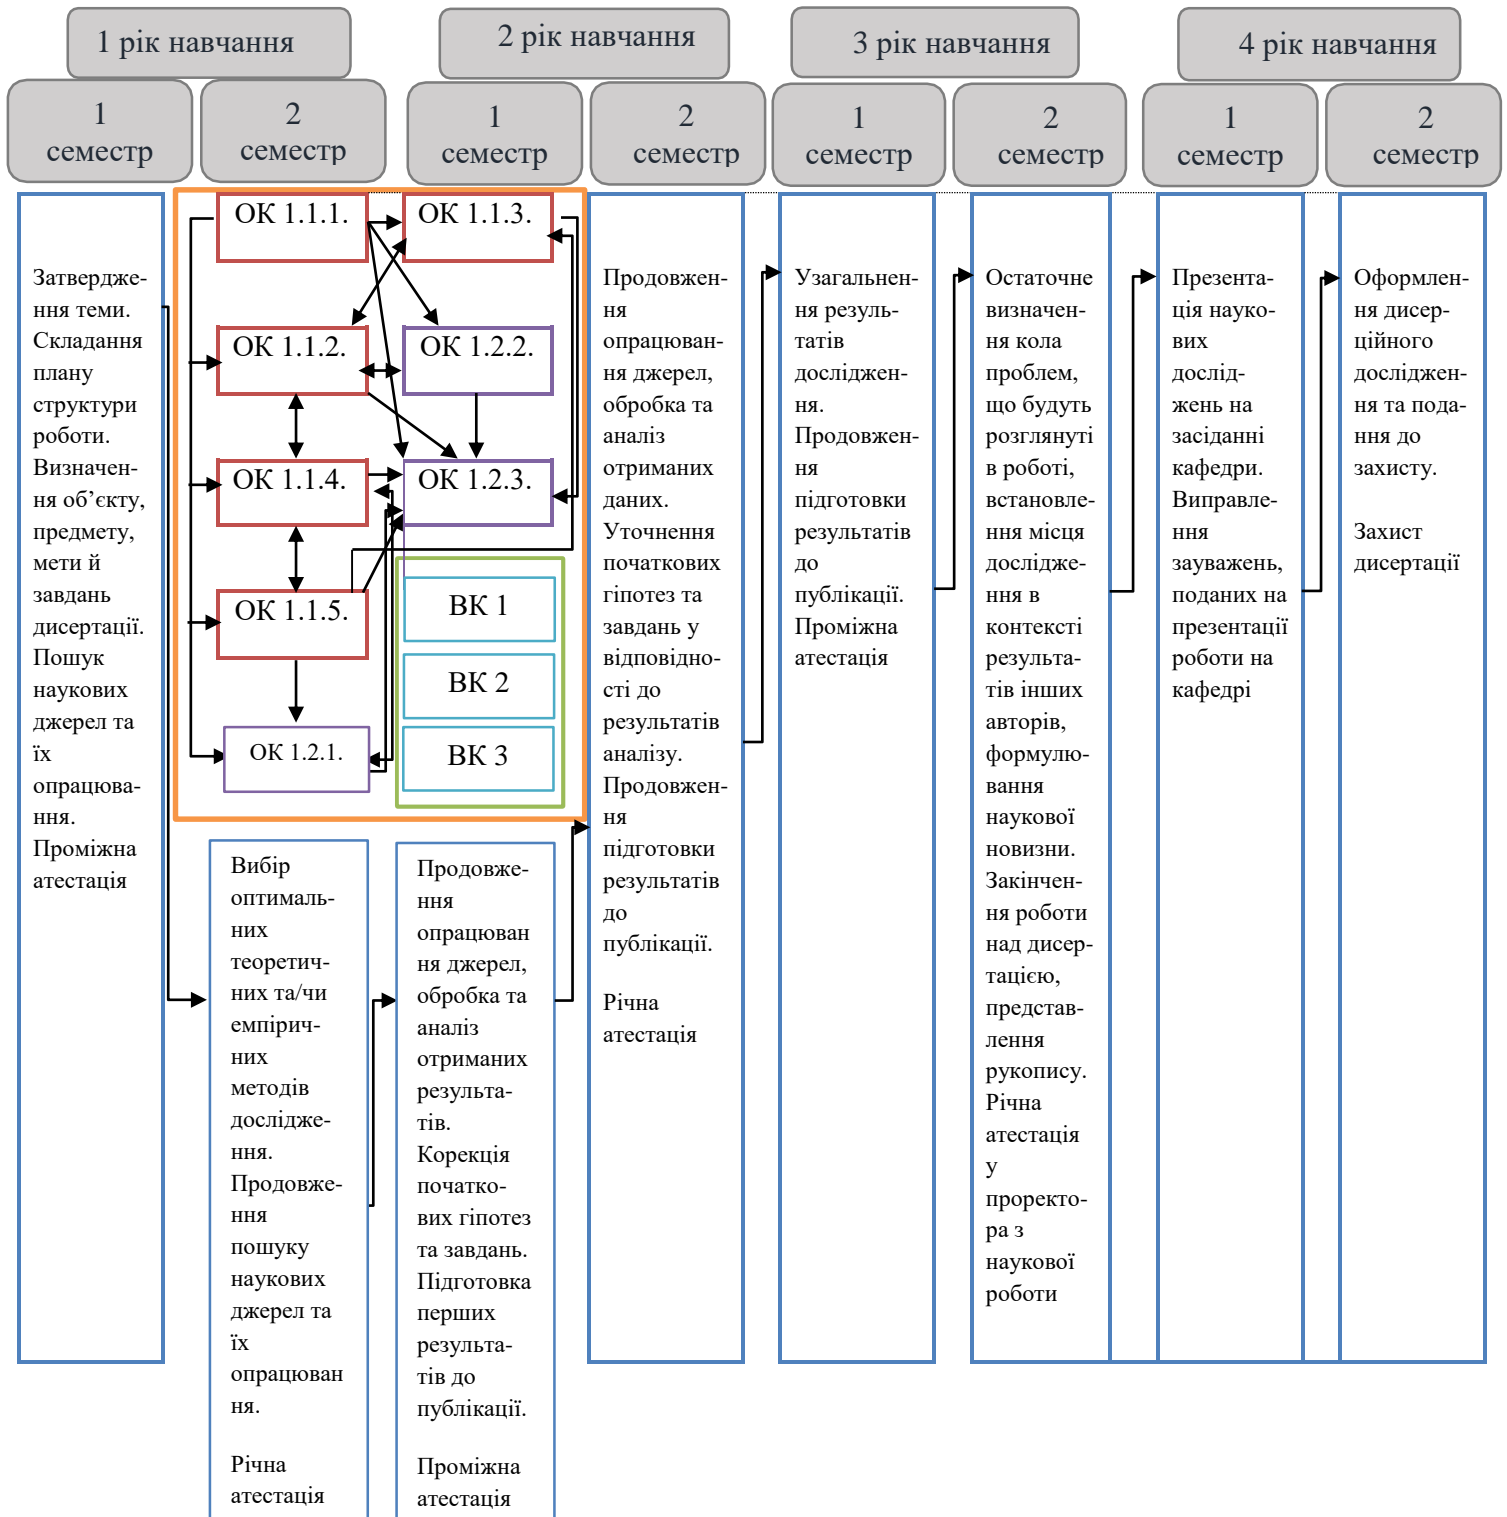 1 рік навчання
2 рік навчання
3 рік навчання
4 рік навчання
1
семестр
2
семестр
1
семестр
2
семестр
1
семестр
2
семестр
1
семестр
2
семестр
Затвердже-
ння теми.
Складання
плану
структури
роботи.
Визначен-
ня об’єкту,
предмету,
мети й
завдань
дисертації.
Пошук
наукових
джерел та
їх
опрацюва-
ння.
Проміжна
атестація
ОК 1.1.1.
ОК 1.1.2.
ОК 1.1.4.
ОК 1.1.5.
ОК 1.2.1.
ОК 1.1.3.
ОК 1.2.2.
ОК 1.2.3.
ВК 1
ВК 2
ВК 3
Вибір
оптималь-
них
теоретич-
них та/чи
емпірич-
них
методів
дослідже-
ння.
Продовже-
ння
пошуку
наукових
джерел та
їх
опрацюван
ня.
Річна
атестація
Продовже-
ння
опрацюван
ня джерел,
обробка та
аналіз
отриманих
результа-
тів.
Корекція
початко-
вих гіпотез
та завдань.
Підготовка
перших
результа-
тів до
публікації.
Проміжна
атестація
Продовжен-
ня
опрацюван-
ня джерел,
обробка та
аналіз
отриманих
даних.
Уточнення
початкових
гіпотез та
завдань у
відповідно-
сті до
результатів
аналізу.
Продовжен-
ня
підготовки
результатів
до
публікації.
Річна
атестація
Узагальнен-
ня резуль-
татів
досліджен-
ня.
Продовжен-
ня
підготовки
результатів
до
публікації.
Проміжна
атестація
Остаточне
визначен-
ня кола
проблем,
що будуть
розглянуті
в роботі,
встановле-
ння місця
дослідже-
ння в
контексті
результа-
тів інших
авторів,
формулю-
вання
наукової
новизни.
Закінчен-
ня роботи
над дисер-
тацією,
представ-
лення
рукопису.
Річна
атестація
у
проректо-
ра з
наукової
роботи
Презента-
ція науко-
вих
дослід-
жень на
засіданні
кафедри.
Виправле-
ння
зауважень,
поданих на
презентації
роботи на
кафедрі
Оформлен-
ня дисер-
ційного
дослiджен-
ня та пода-
ння до
захисту.
Захист
дисертації